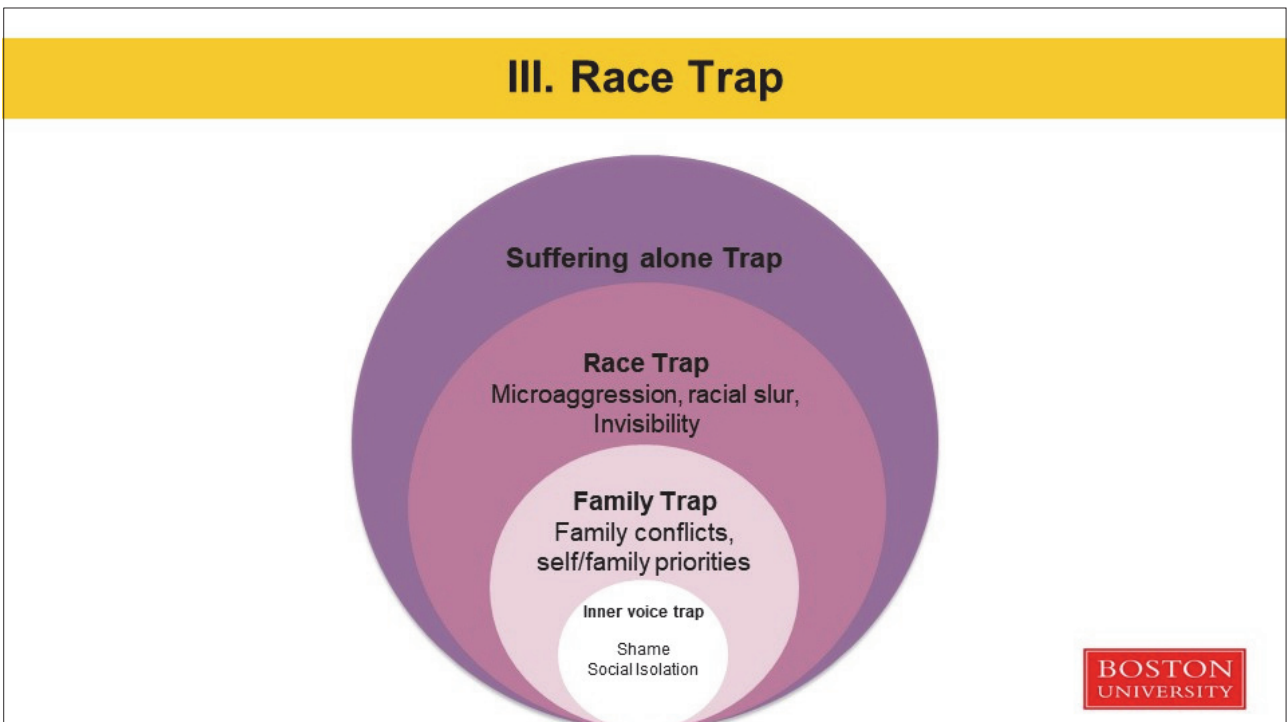 III. Race Trap
Suffering alone Trap
Race Trap
Microaggression, racial slur,
Invisibility
Family Trap
Family conflicts,
self/family priorities
Inner voice trap
Shame
Social Isolation
BOSTON
UNIVERSITY